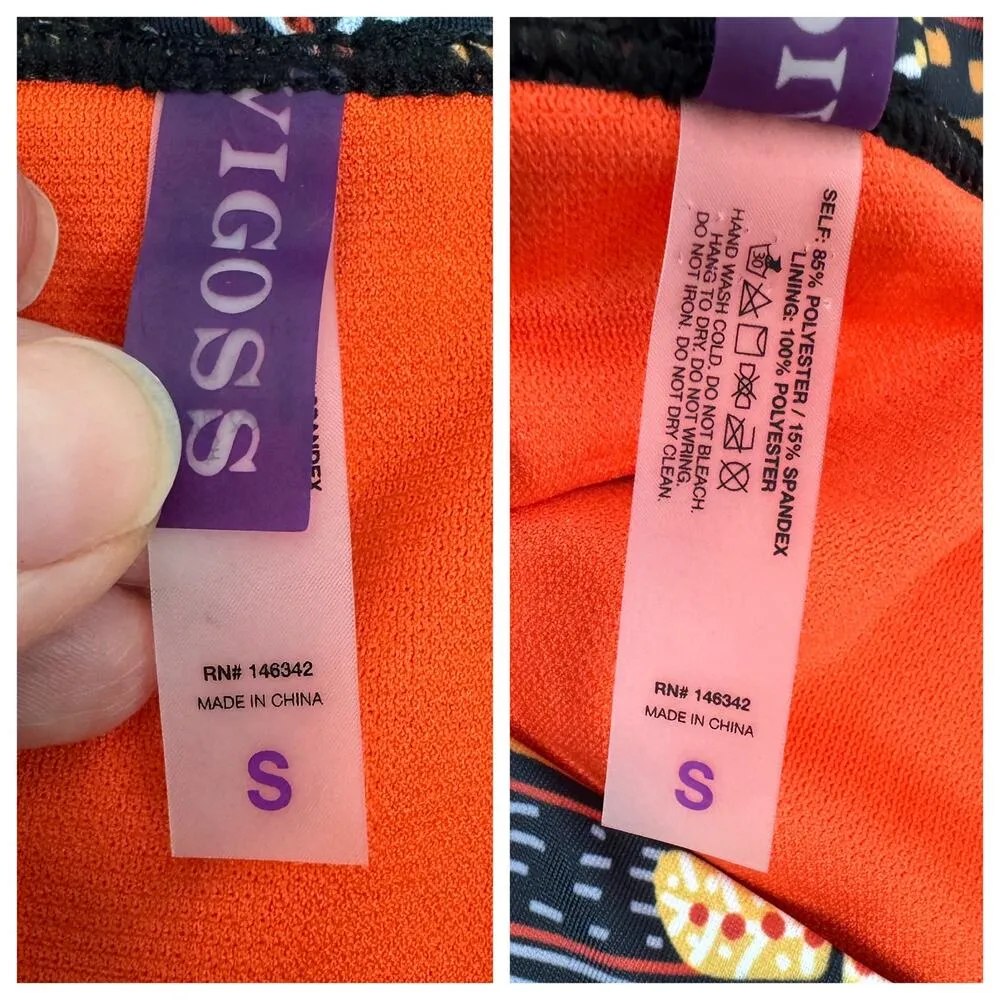 VIGOSS
RN# 146342
MADE IN CHINA
S
SELF: 85% POLYESTER / 15% SPANDEX
LINING: 100% POLYESTER
30
HAND WASH COLD. DO NOT BLEACH.
HANG TO DRY. DO NOT WRING.
DO NOT IRON. DO NOT DRY CLEAN.
RN# 146342
MADE IN CHINA
S